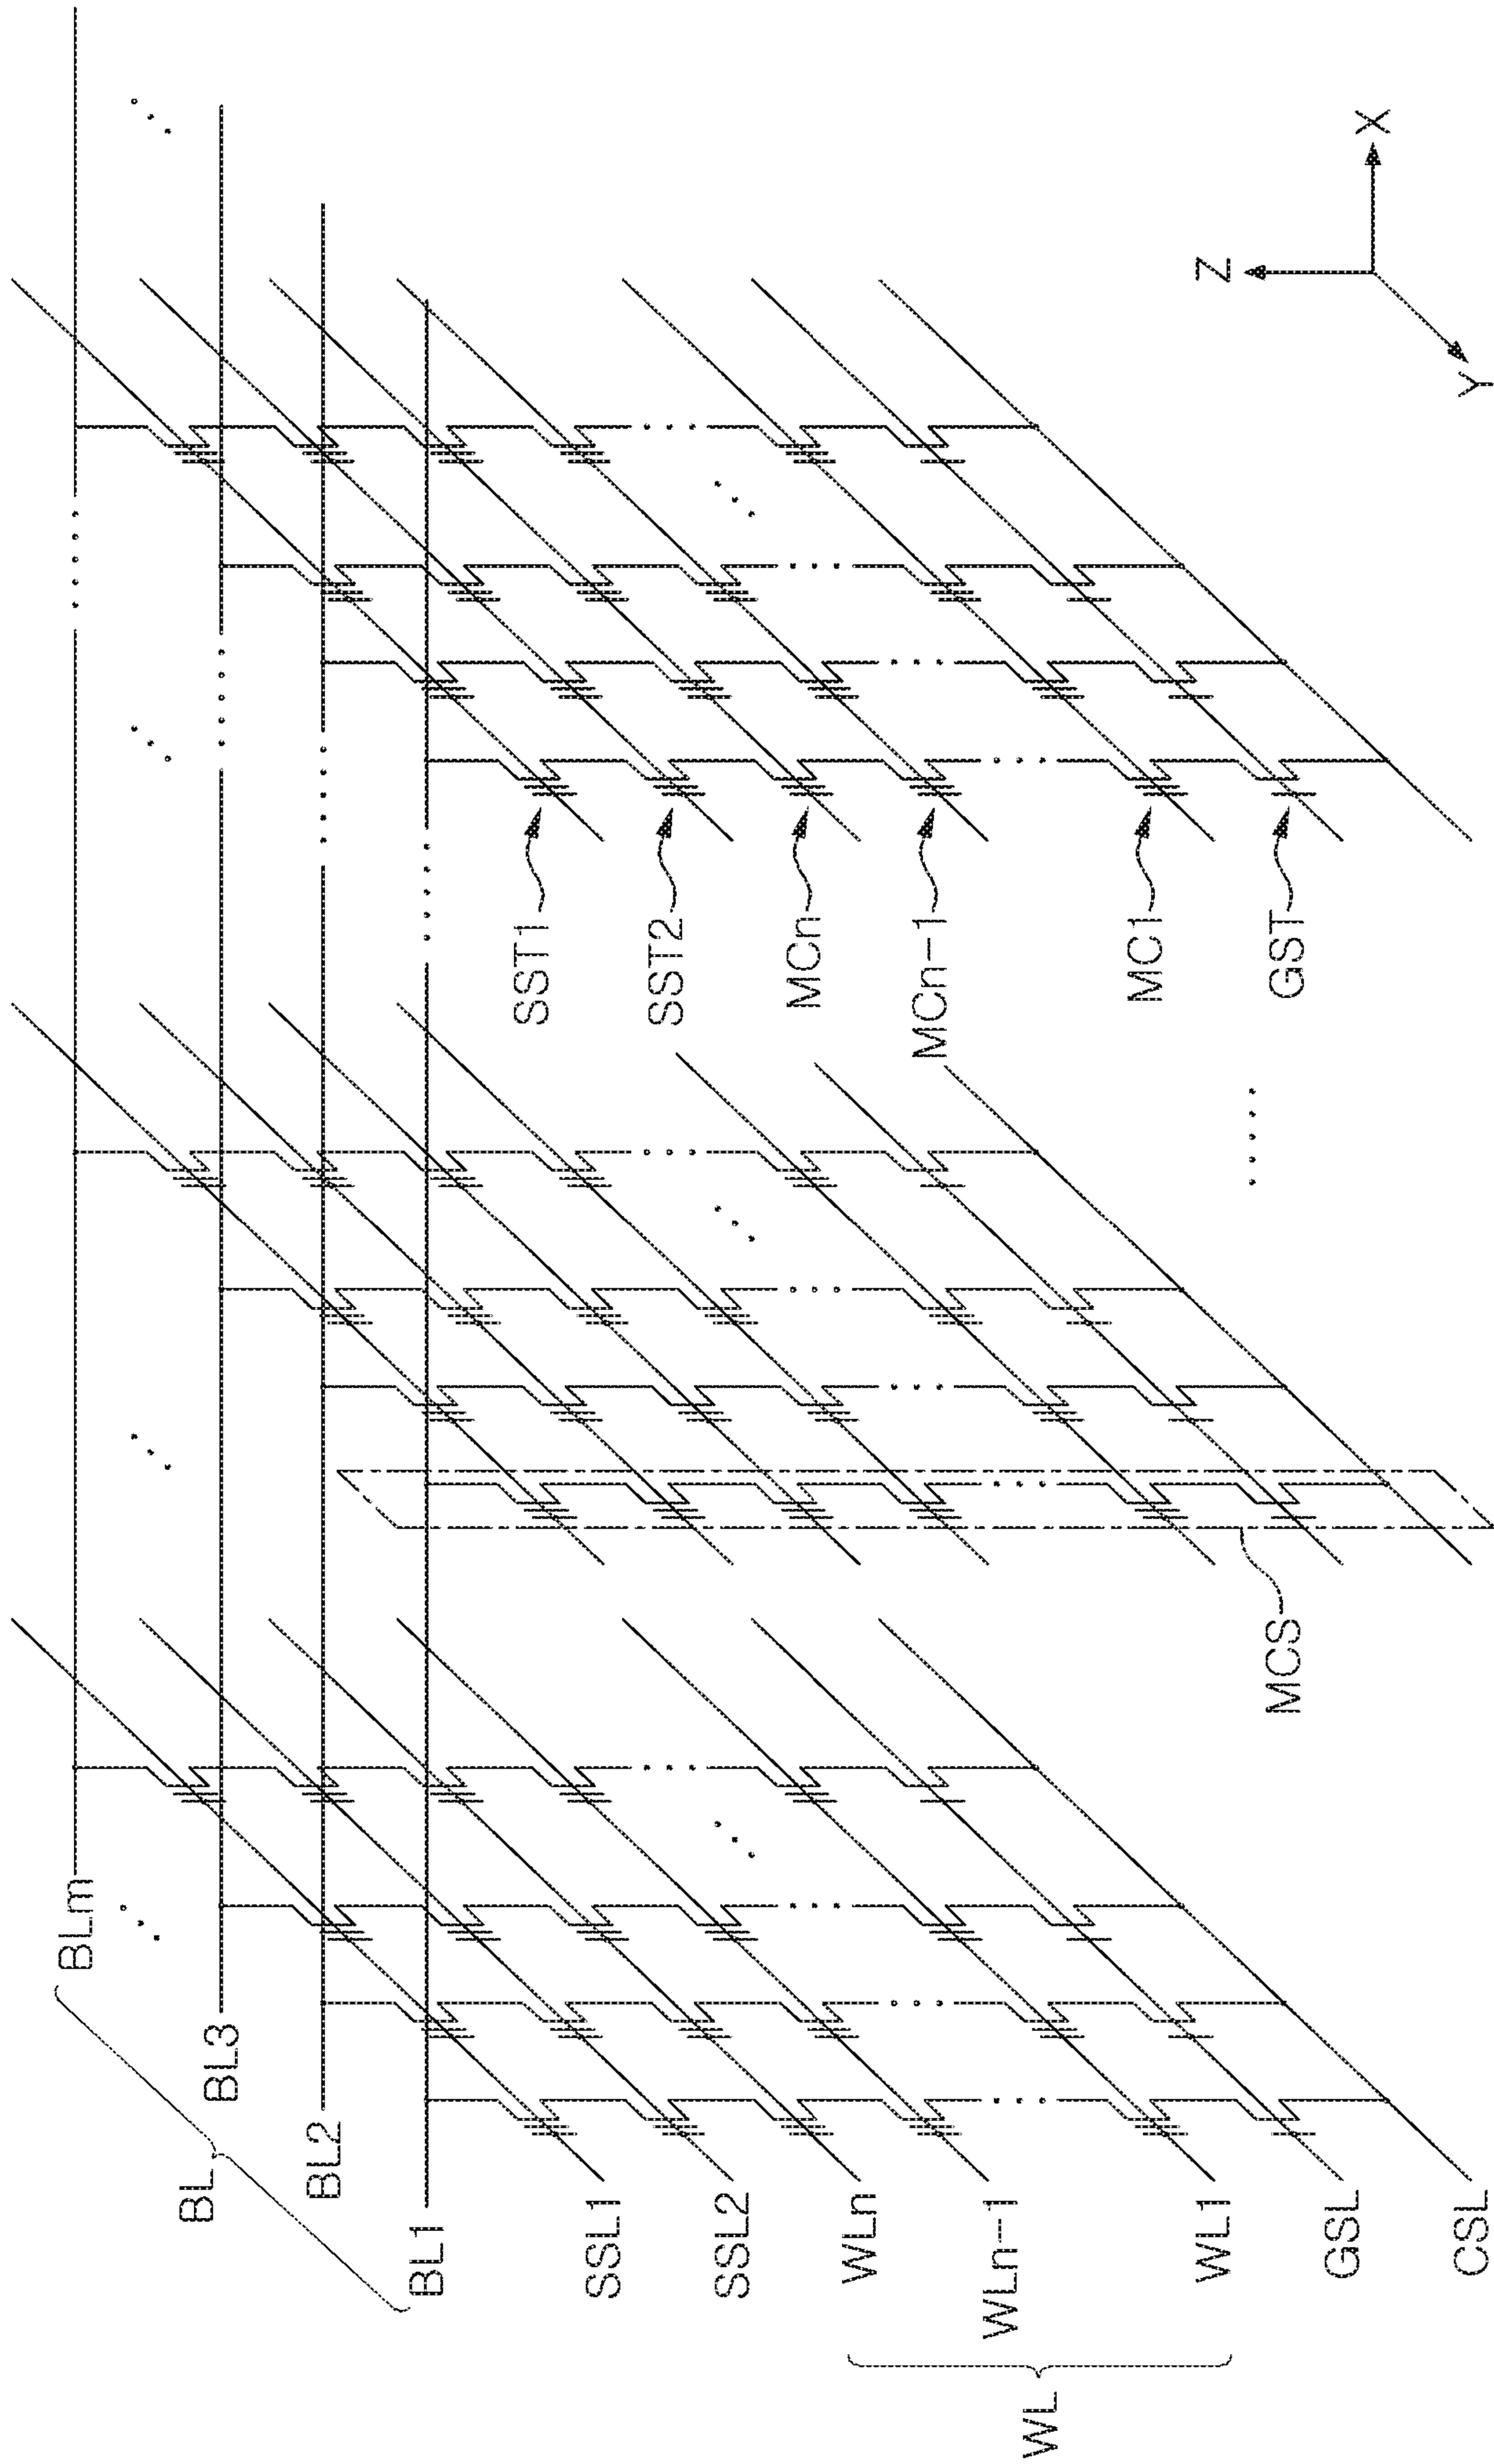 BLm
BL3
BL
BL2
BL1
SSL1
SSL2
WLn
WLn-1
WL1
WL
GSL
CSL
MCS
SST1
SST2
MCn
MCn-1
MC1
GST
Z
X
Y